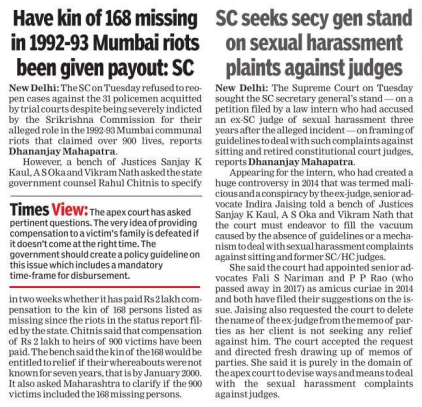 Have kin of 168 missing
in 1992-93 Mumbai riots
been given payout: SC
New Delhi: The SC on Tuesday refused to reo-
pen cases against the 31 policemen acquitted
by trial courts despite being severely indicted
by the Srikrishna Commission for their
alleged role in the 1992-93 Mumbai communal
riots that claimed over 900 lives, reports
Dhananjay Mahapatra.
However, a bench of Justices Sanjay K
Kaul, A S Oka and Vikram Nath asked the state
government counsel Rahul Chitnis to specify
Times View: The apex court has asked
pertinent questions. The very idea of providing
compensation to a victim's family is defeated if
it doesn't come at the right time. The
government should create a policy guideline on
this issue which includes a mandatory
time-frame for disbursement.
in two weeks whether it has paid Rs 2 lakh com-
pensation to the kin of 168 persons listed as
missing since the riots in the status report fil-
ed by the state. Chitnis said that compensation
of Rs 2 lakh to heirs of 900 victims have been
paid. The bench said the kin of the 168 would be
entitled to relief if their whereabouts were not
known for seven years, that is by January 2000.
It also asked Maharashtra to clarify if the 900
victims included the 168 missing persons.
SC seeks secy gen stand
on sexual harassment
plaints against judges
New Delhi: The Supreme Court on Tuesday
sought the SC secretary general's stand — on a
petition filed by a law intern who had accused
an ex-SC judge of sexual harassment three
years after the alleged incident — on framing of
guidelines to deal with such complaints against
sitting and retired constitutional court judges,
reports Dhananjay Mahapatra.
Appearing for the intern, who had created a
huge controversy in 2014 that was termed mali-
cious and a conspiracy by the ex-judge, senior advo-
cate Indira Jaising told a bench of Justices
Sanjay K Kaul, A S Oka and Vikram Nath that
the court must endeavor to fill the vacuum
caused by the absence of guidelines or a mecha-
nism to deal with sexual harassment complaints
against sitting and former SC/HC judges.
She said the court had appointed senior advo-
cates Fali S Nariman and P P Rao (who
passed away in 2017) as amicus curiae in 2014
and both have filed their suggestions on the is-
sue. Jaising also requested the court to delete
the name of the ex-judge from the memo of par-
ties as her client is not seeking any relief
against him. The court accepted the request
and directed fresh drawing up of memos of
parties. She said it is purely in the domain of
the apex court to devise ways and means to deal
with the sexual harassment complaints
against judges.